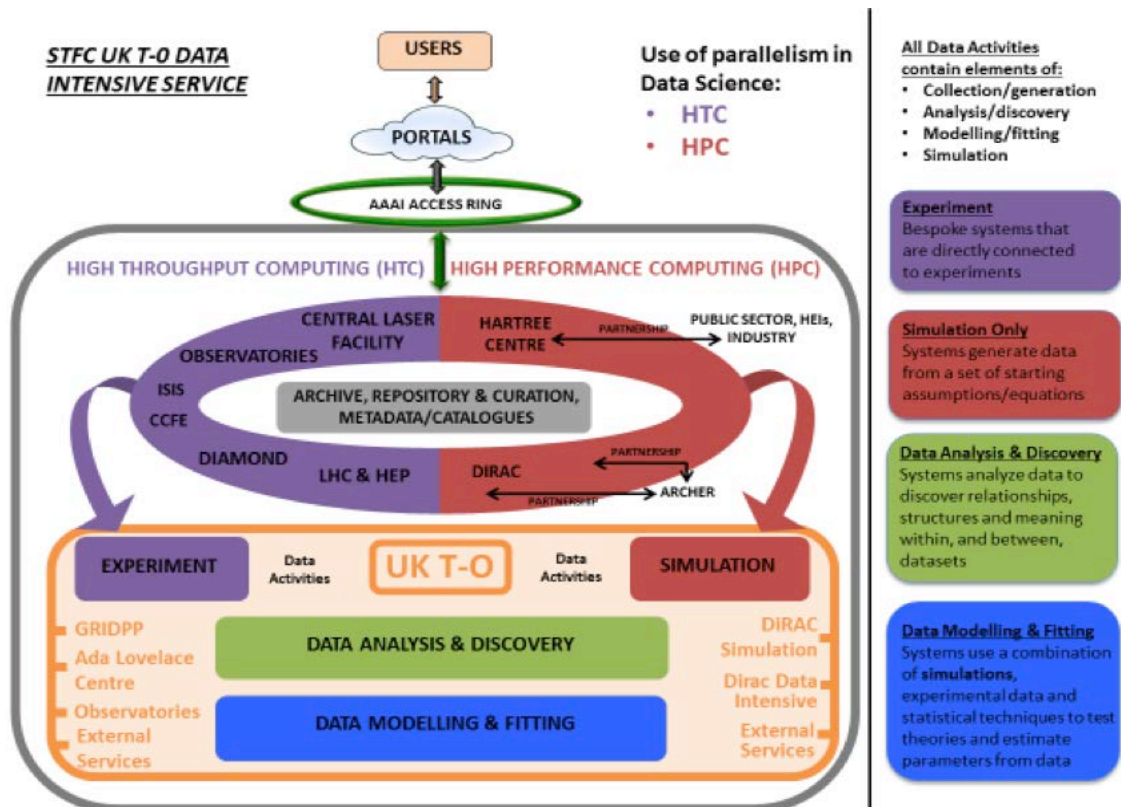 STFC UK T-0 DATA
INTENSIVE SERVICE
USERS
PORTALS
AAAI ACCESS RING
Use of parallelism in
Data Science:
• HTC
• HPC
HIGH THROUGHPUT COMPUTING (HTC)
HIGH PERFORMANCE COMPUTING (HPC)
CENTRAL LASER
FACILITY
OBSERVATORIES
ISIS
CCFE
DIAMOND
LHC & HEP
HARTREE
CENTRE
PARTNERSHIP
PUBLIC SECTOR, HEIs,
INDUSTRY
ARCHIVE, REPOSITORY & CURATION,
METADATA/CATALOGUES
DIRAC
PARTNERSHIP
PARTNERSHIP
ARCHER
EXPERIMENT
Data
Activities
UK T-O
Data
Activities
SIMULATION
GRIDPP
Ada Lovelace
Centre
Observatories
External
Services
DATA ANALYSIS & DISCOVERY
DATA MODELLING & FITTING
DiRAC
Simulation
Dirac Data
Intensive
External
Services
All Data Activities
contain elements of:
• Collection/generation
• Analysis/discovery
• Modelling/fitting
• Simulation
Experiment
Bespoke systems that
are directly connected
to experiments
Simulation Only
Systems generate data
from a set of starting
assumptions/equations
Data Analysis & Discovery
Systems analyze data to
discover relationships,
structures and meaning
within, and between,
datasets
Data Modelling & Fitting
Systems use a combination
of simulations,
experimental data and
statistical techniques to test
theories and estimate
parameters from data